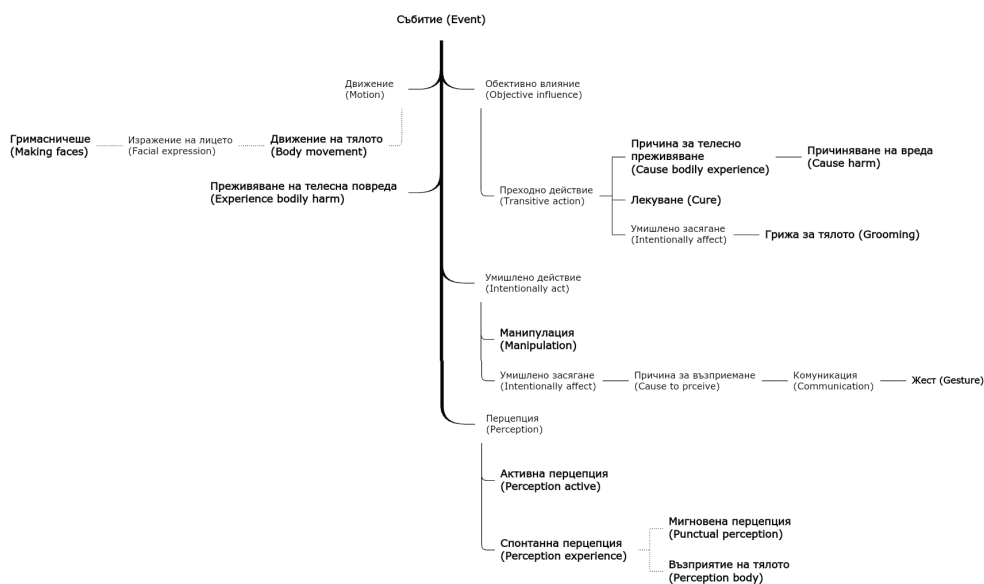 Събитие (Event)
Движение
(Motion)
Обективно влияние
(Objective influence)
Гримасничеше
(Making faces)
Изражение на лицето
(Facial expression)
Движение на тялото
(Body movement)
Причина за телесно
преживяване
(Cause bodily experience)
Причиняване на вреда
(Cause harm)
Преживяване на телесна повреда
(Experience bodily harm)
Преходно действие
(Transitive action)
Лекуване (Cure)
Умишлено засягане
(Intentionally affect)
Грижа за тялото (Grooming)
Умишлено действие
(Intentionally act)
Манипулация
(Manipulation)
Умишлено засягане
(Intentionally affect)
Причина за възприемане
(Cause to prceive)
Комуникация
(Communication)
Жест (Gesture)
Перцепция
(Perception)
Активна перцепция
(Perception active)
Спонтанна перцепция
(Perception experience)
Мигновена перцепция
(Punctual perception)
Възприятие на тялото
(Perception body)